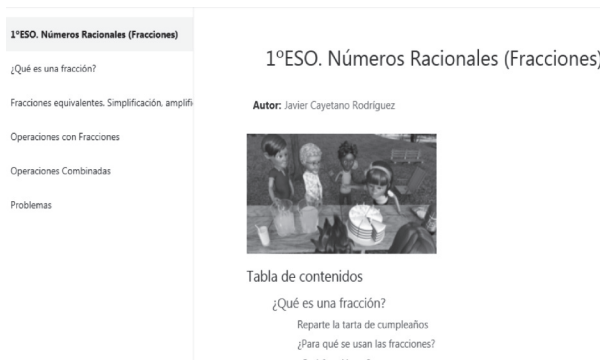 1ºESO. Números Racionales (Fracciones)
¿Qué es una fracción?
Fracciones equivalentes. Simplificación,
Operaciones con Fracciones
Operaciones Combinadas
Problemas
1ºESO. Números Racionales (Fracciones)
Autor: Javier Cayetano Rodríguez
Tabla de contenidos
¿Qué es una fracción?
Reparte la tarta de cumpleaños
¿Para qué se usan las fracciones?